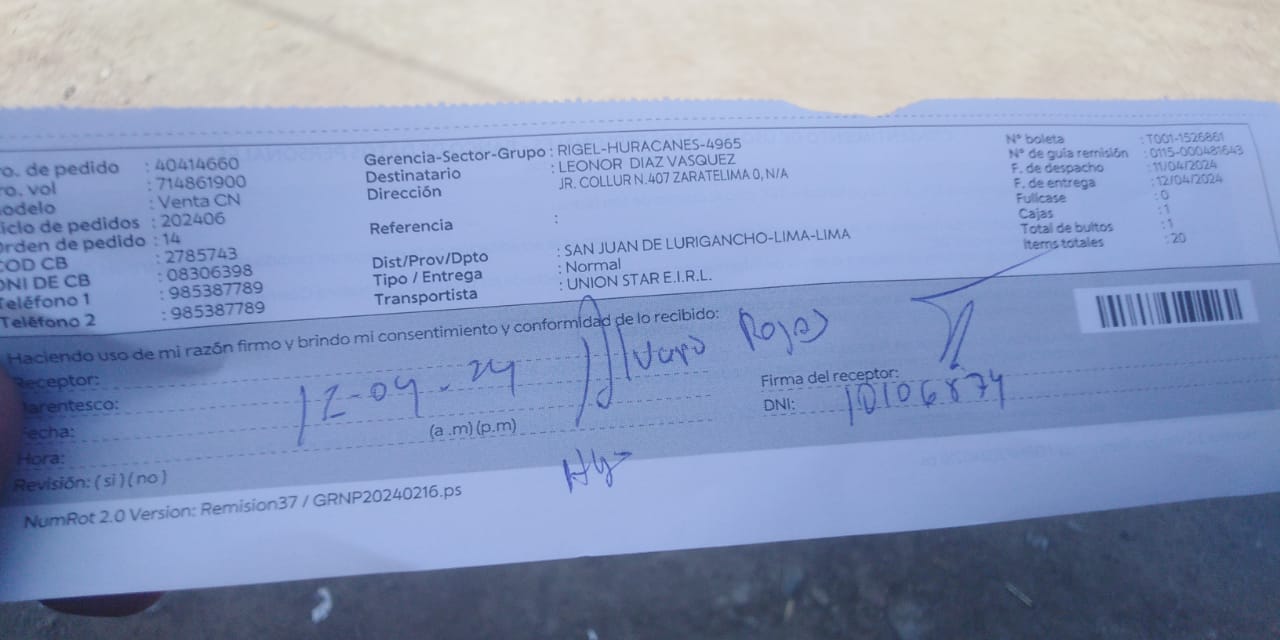 ro. de pedido : 40414660
ro. vol : 714861900
odelo : Venta CN
iclo de pedidos : 202406
Orden de pedido : 14
COD CB : 2785743
DNI DE CB : 08306398
Teléfono 1 : 985387789
Teléfono 2 : 985387789
Gerencia-Sector-Grupo : RIGEL-HURACANES-4965
Destinatario : LEONOR DIAZ VASQUEZ
Dirección : JR. COLLUR N.407 ZARATELIMA 0, N/A
Referencia :
Dist/Prov/Dpto : SAN JUAN DE LURIGANCHO-LIMA-LIMA
Tipo / Entrega : Normal
Transportista : UNION STAR E.I.R.L.
N° boleta : T001-1526861
N° de guía remisión : 0115-000481643
F. de despacho : 11/04/2024
F. de entrega : 12/04/2024
Fullcase : 0
Cajas : 1
Total de bultos : 1
Items totales : 20
Haciendo uso de mi razón firmo y brindo mi consentimiento y conformidad de lo recibido:
Receptor: Alvaro Rojas
Parentesco:
Fecha: 12-04-24
Hora: (a .m) (p.m)
Revisión: ( si ) ( no )
Firma del receptor:
DNI: 10106874
NumRot 2.0 Version: Remision37 / GRNP20240216.ps